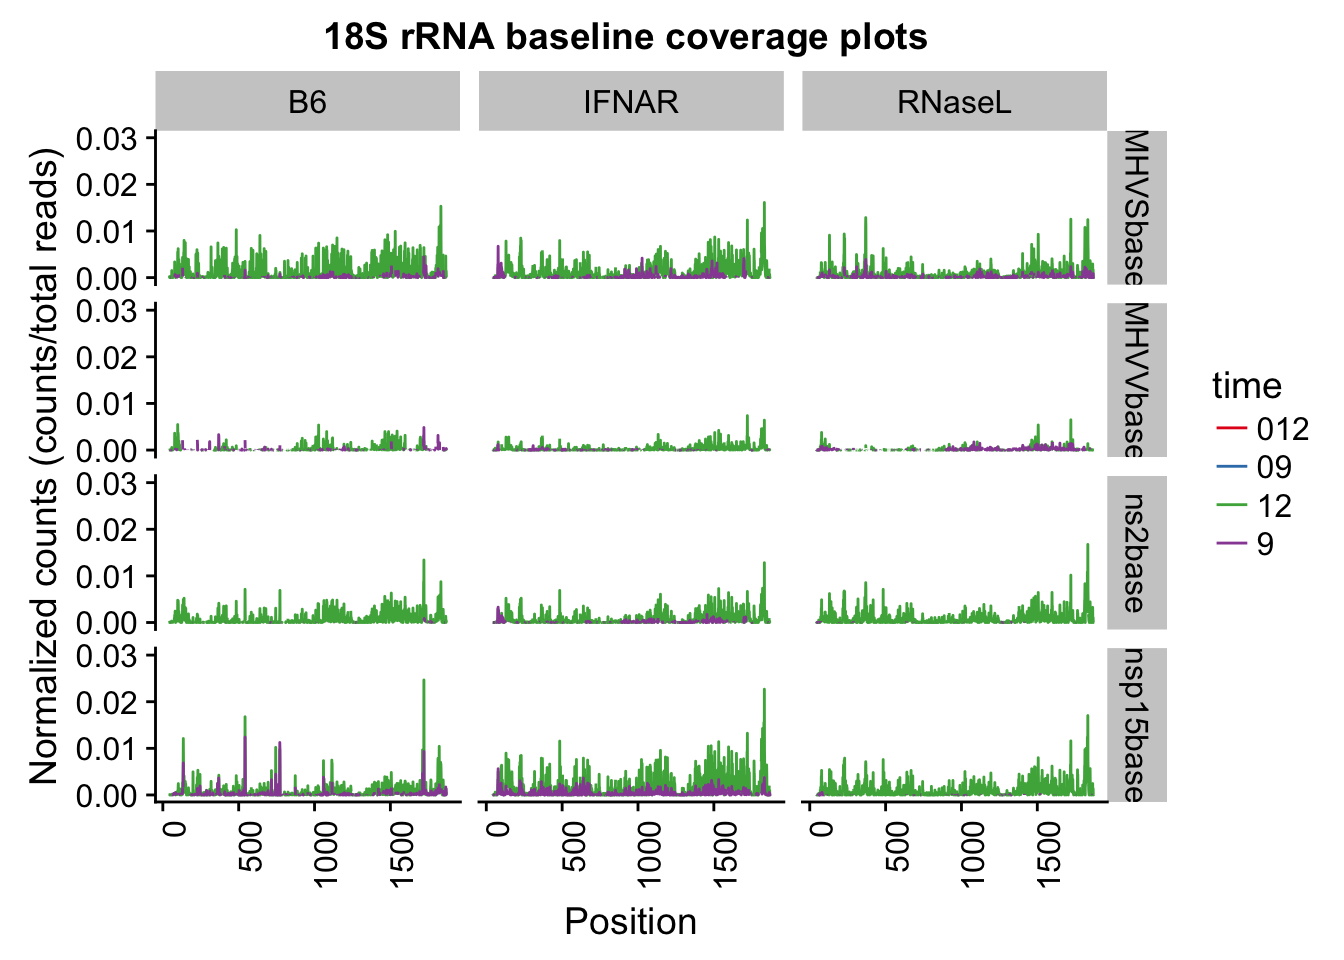 18S rRNA baseline coverage plots
B6 IFNAR RNaseL
Normalized counts (counts/total reads)
0.03
0.02
0.01
0.00
MHVSbase
0.03
0.02
0.01
0.00
MHVVbase
0.03
0.02
0.01
0.00
ns2base
0.03
0.02
0.01
0.00
nsp15base
0 500 1000 1500 0 500 1000 1500 0 500 1000 1500
Position
time
012
09
12
9